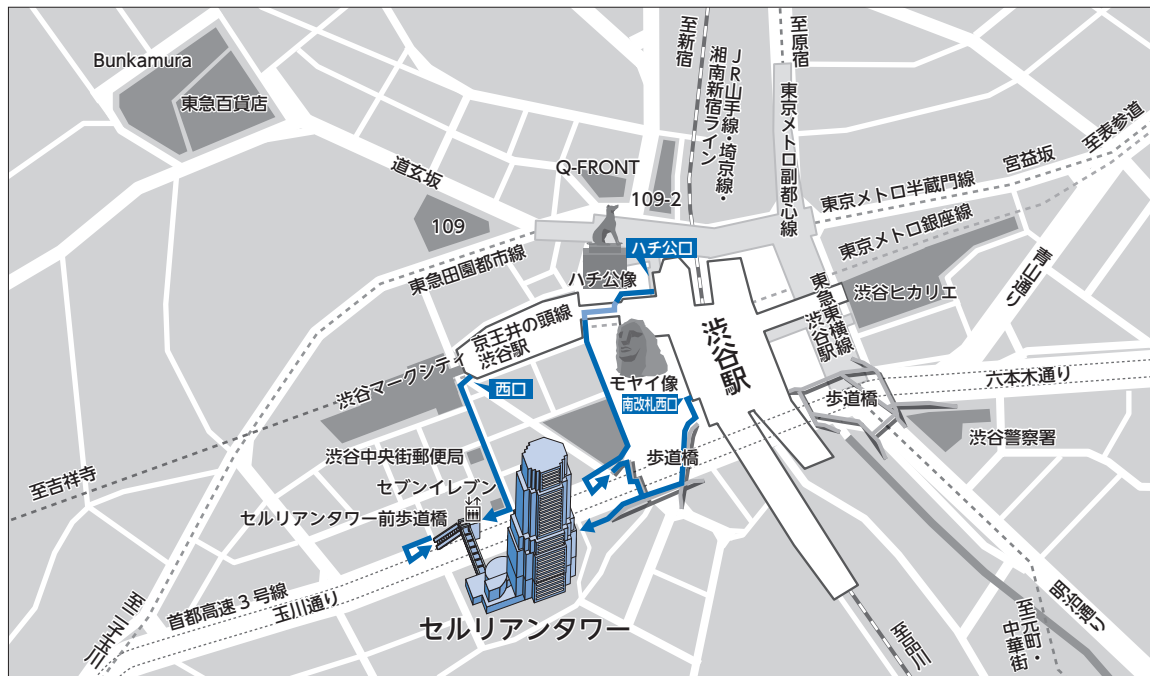 Bunkamura
東急百貨店
道玄坂
109
Q-FRONT
109-2
至新宿
JR山手線・埼京線・
湘南新宿ライン
至原宿
東京メトロ副都心線
東京メトロ半蔵門線
宮益坂
至表参道
東京メトロ銀座線
青山通り
東急田園都市線
ハチ公像
ハチ公口
渋谷ヒカリエ
東急東横線
渋谷駅
京王井の頭線
渋谷駅
渋谷マークシティ
西口
モヤイ像
南改札西口
渋谷駅
六本木通り
歩道橋
渋谷警察署
渋谷中央街郵便局
セブンイレブン
セルリアンタワー前歩道橋
歩道橋
至吉祥寺
首都高速3号線
玉川通り
至二子玉川
セルリアンタワー
至品川
明治通り
至元町・
中華街